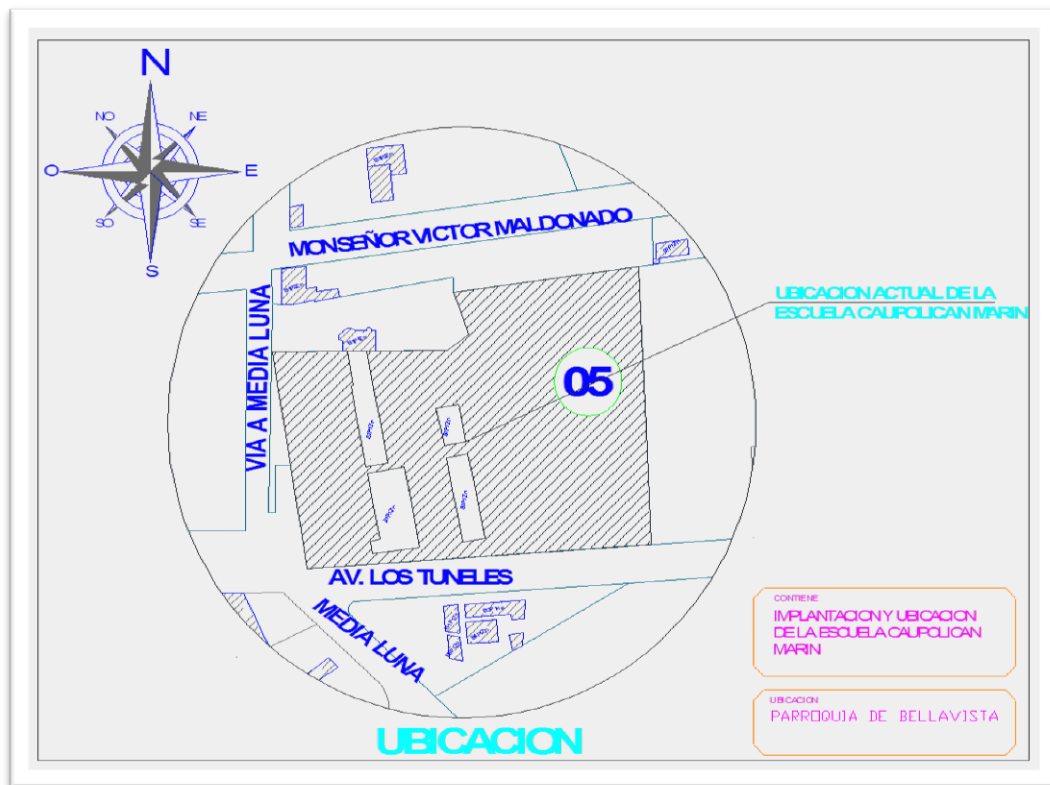 N
NO
NE
O
E
SO
SE
S
MONSEÑOR VICTOR MALDONADO
UBICACION ACTUAL DE LA
ESCUELA CAUPOLICAN MARIN
VIA A MEDIA LUNA
05
AV. LOS TUNELES
MEDIA LUNA
CONTIENE
IMPLANTACION Y UBICACION
DE LA ESCUELA CAUPOLICAN
MARIN
UBICACION
PARROQUIA DE BELLAVISTA
UBICACION